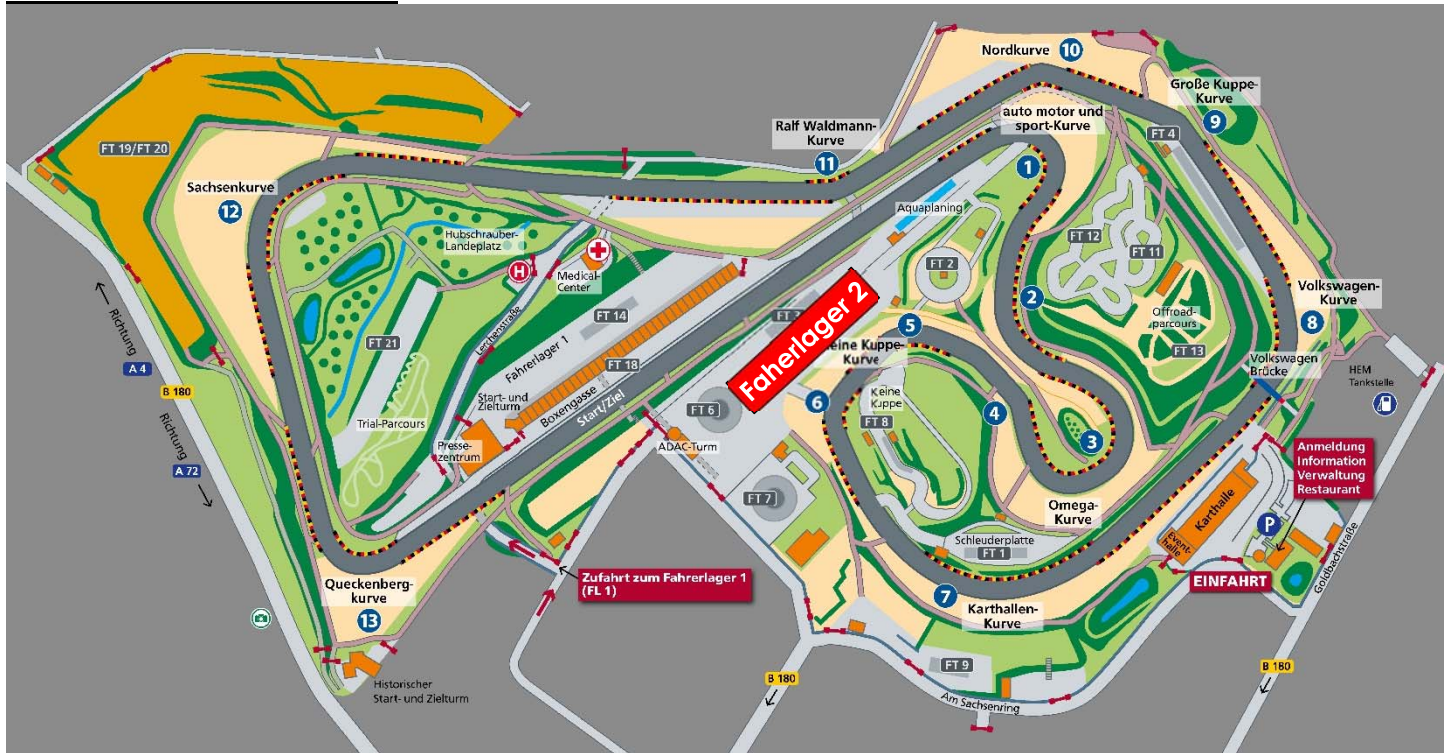 Nordkurve 10
Große Kuppe-
Kurve
9
auto motor und
sport-Kurve
Ralf Waldmann-
Kurve
11
FT 4
1
FT 19/FT 20
Sachsenkurve
12
Aquaplaning
Hubschrauber-
Landeplatz
H
Medical-
Center
FT 12
FT 11
FT 2
2
Volkswagen-
Kurve
8
Offroad-
parcours
FT 13
Richtung
A 4
B 180
Richtung
A 72
FT 21
Lerchenstraße
FT 14
Fahrerlager 1
FT 18
Faherlager 2
5
eine Kuppe-
Kurve
Volkswagen
Brücke
HEM
Tankstelle
Start- und
Zielturm
Boxengasse
Start/Ziel
Trial-Parcours
Presse-
zentrum
FT 6
ADAC-Turm
6
Keine
Kuppe
FT 8
4
3
Anmeldung
Information
Verwaltung
Restaurant
FT 7
Omega-
Kurve
Karthalle
Event-
halle
P
Schleuderplatte
FT 1
EINFAHRT
Goldbachstraße
Queckenberg-
kurve
13
Zufahrt zum Fahrerlager 1
(FL 1)
7
Karthallen-
Kurve
FT 9
Historischer
Start- und Zielturm
B 180
Am Sachsenring
B 180